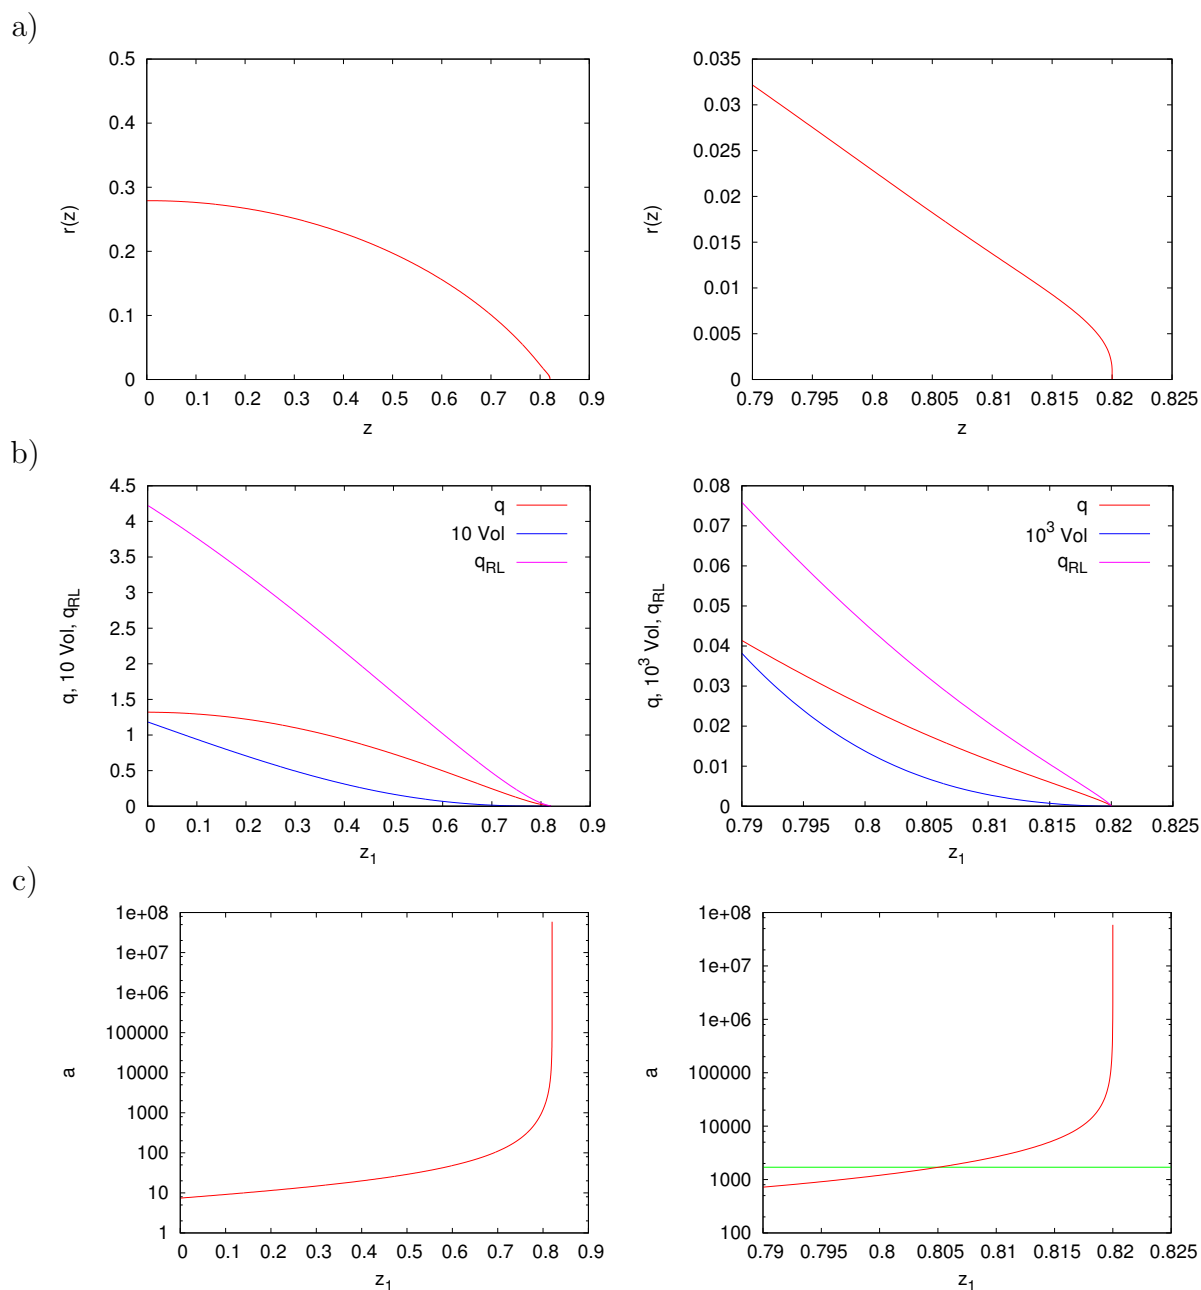 a)
0.5
0.4
0.3
0.2
0.1
0
r(z)
0 0.1 0.2 0.3 0.4 0.5 0.6 0.7 0.8 0.9
z
0.035
0.03
0.025
0.02
0.015
0.01
0.005
0
r(z)
0.79 0.795 0.8 0.805 0.81 0.815 0.82 0.825
z
b)
4.5
4
3.5
3
2.5
2
1.5
1
0.5
0
q, 10 Vol, q_RL
q
10 Vol
q_RL
0 0.1 0.2 0.3 0.4 0.5 0.6 0.7 0.8 0.9
z_1
0.08
0.07
0.06
0.05
0.04
0.03
0.02
0.01
0
q, 10^3 Vol, q_RL
q
10^3 Vol
q_RL
0.79 0.795 0.8 0.805 0.81 0.815 0.82 0.825
z_1
c)
1e+08
1e+07
1e+06
100000
10000
1000
100
10
1
a
0 0.1 0.2 0.3 0.4 0.5 0.6 0.7 0.8 0.9
z_1
1e+08
1e+07
1e+06
100000
10000
1000
100
a
0.79 0.795 0.8 0.805 0.81 0.815 0.82 0.825
z_1